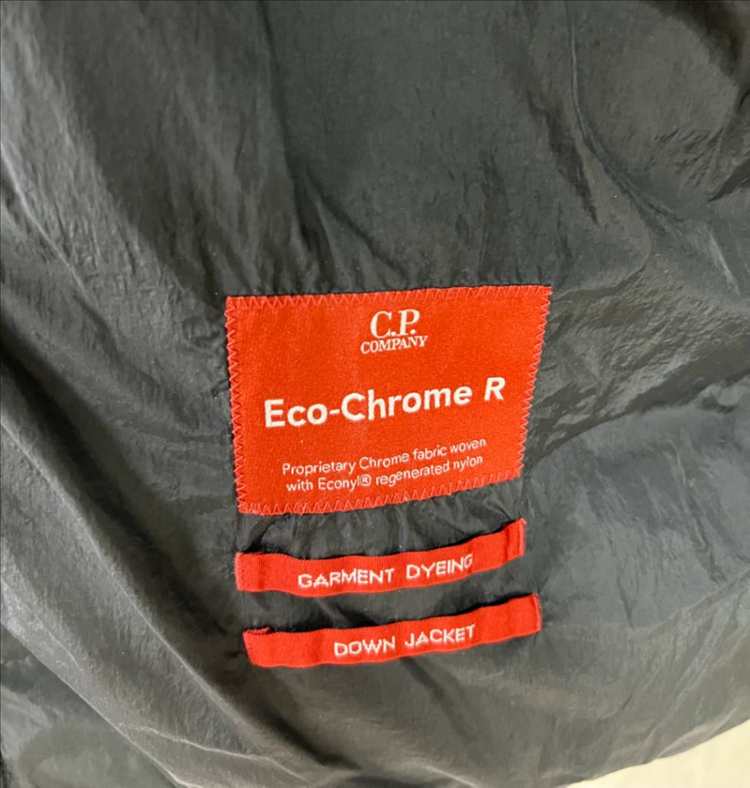 C.P.
COMPANY
Eco-Chrome R
Proprietary Chrome fabric woven
with Econyl® regenerated nylon
GARMENT DYEING
DOWN JACKET